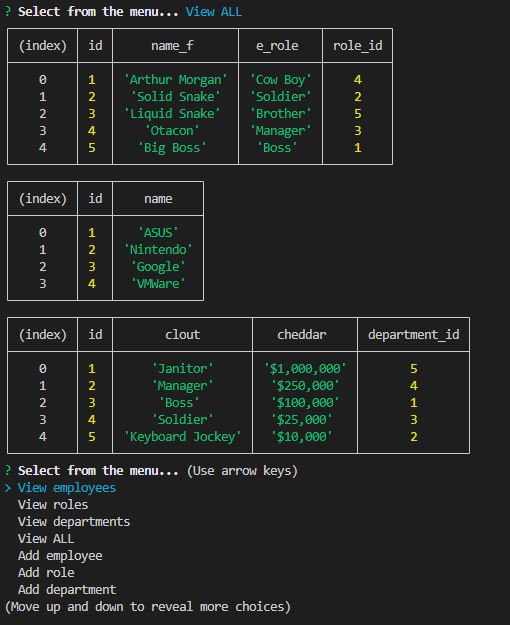 ? Select from the menu... View ALL
(index) id name_f e_role role_id
0 1 'Arthur Morgan' 'Cow Boy' 4
1 2 'Solid Snake' 'Soldier' 2
2 3 'Liquid Snake' 'Brother' 5
3 4 'Otacon' 'Manager' 3
4 5 'Big Boss' 'Boss' 1
(index) id name
0 1 'ASUS'
1 2 'Nintendo'
2 3 'Google'
3 4 'VMWare'
(index) id clout cheddar department_id
0 1 'Janitor' '$1,000,000' 5
1 2 'Manager' '$250,000' 4
2 3 'Boss' '$100,000' 1
3 4 'Soldier' '$25,000' 3
4 5 'Keyboard Jockey' '$10,000' 2
? Select from the menu... (Use arrow keys)
> View employees
View roles
View departments
View ALL
Add employee
Add role
Add department
(Move up and down to reveal more choices)